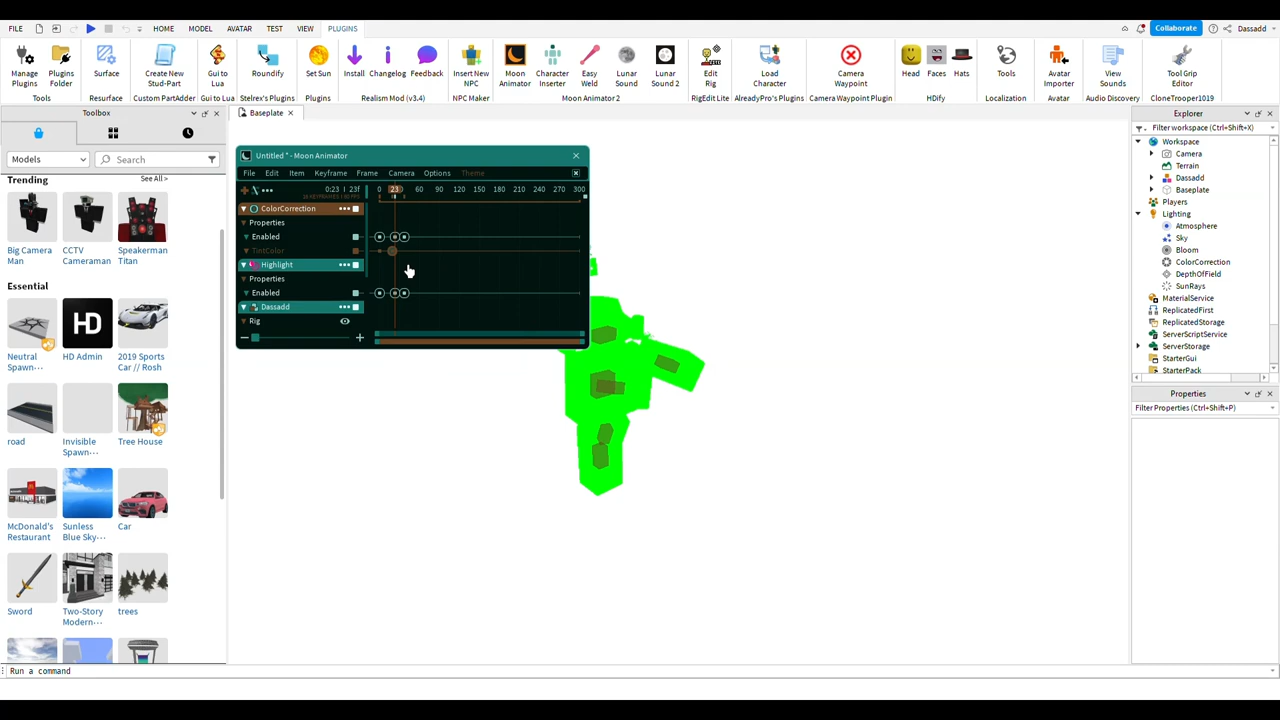 FILE HOME MODEL AVATAR TEST VIEW PLUGINS Collaborate Dassadd
Manage Plugins Plugins Folder Surface Create New Stud-Part Gui to Lua Roundify Set Sun Install Changelog Feedback Insert New NPC Moon Animator Character Inserter Easy Weld Lunar Sound Lunar Sound 2 Edit Rig Load Character Camera Waypoint Head Faces Hats Tools Avatar Importer View Sounds Tool Grip Editor
Tools Resurface Custom PartAdder Gui to Lua Stelrex's Plugins Plugins Realism Mod (v3.4) NPC Maker Moon Animator 2 RigEdit Lite AlreadyPro's Plugins Camera Waypoint Plugin HDify Localization Avatar Audio Discovery CloneTrooper1019
Toolbox
Models Search
Trending See All >
Big Camera Man
CCTV Cameraman
Speakerman Titan
Essential
Neutral Spawn...
HD Admin
2019 Sports Car // Rosh
road
Invisible Spawn...
Tree House
McDonald's Restaurant
Sunless Blue Sky...
Car
Sword
Two-Story Modern...
trees
Baseplate
Untitled * - Moon Animator
File Edit Item Keyframe Frame Camera Options Theme
0:23 | 23f 0 23 60 90 120 150 180 210 240 270 300
ColorCorrection
Properties
Enabled
TintColor
Highlight
Properties
Enabled
Dassadd
Rig
Explorer
Filter workspace (Ctrl+Shift+X)
Workspace
Camera
Terrain
Dassadd
Baseplate
Players
Lighting
Atmosphere
Sky
Bloom
ColorCorrection
DepthOfField
SunRays
MaterialService
ReplicatedFirst
ReplicatedStorage
ServerScriptService
ServerStorage
StarterGui
StarterPack
Properties
Filter Properties (Ctrl+Shift+P)
Run a command